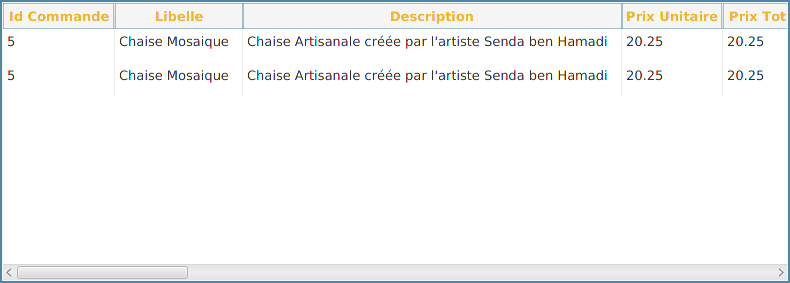 Id Commande Libelle Description Prix Unitaire Prix Tot
5 Chaise Mosaique Chaise Artisanale créée par l'artiste Senda ben Hamadi 20.25 20.25
5 Chaise Mosaique Chaise Artisanale créée par l'artiste Senda ben Hamadi 20.25 20.25